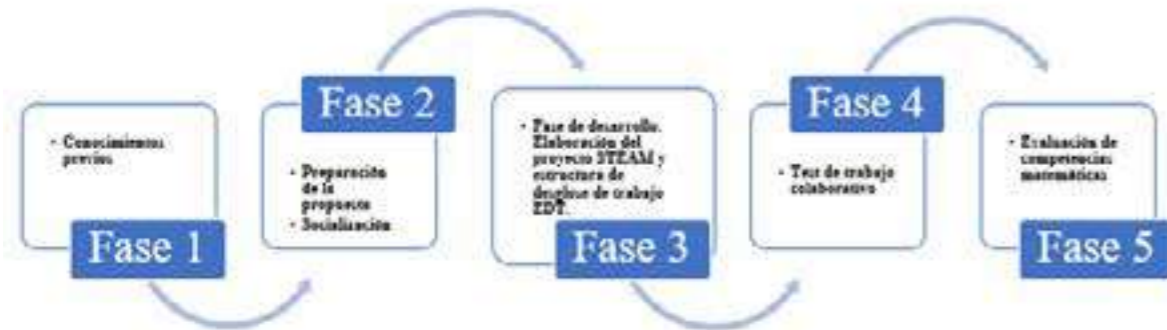 • Conocimientos
previos
Fase 1
Fase 2
• Preparación
de la
propuesta
• Socialización
• Fase de desarrollo.
Elaboración del
proyecto STEAM y
estructura de
desglose de trabajo
EDT.
Fase 3
Fase 4
• Test de trabajo
colaborativo
• Evaluación de
competencias
matemáticas
Fase 5